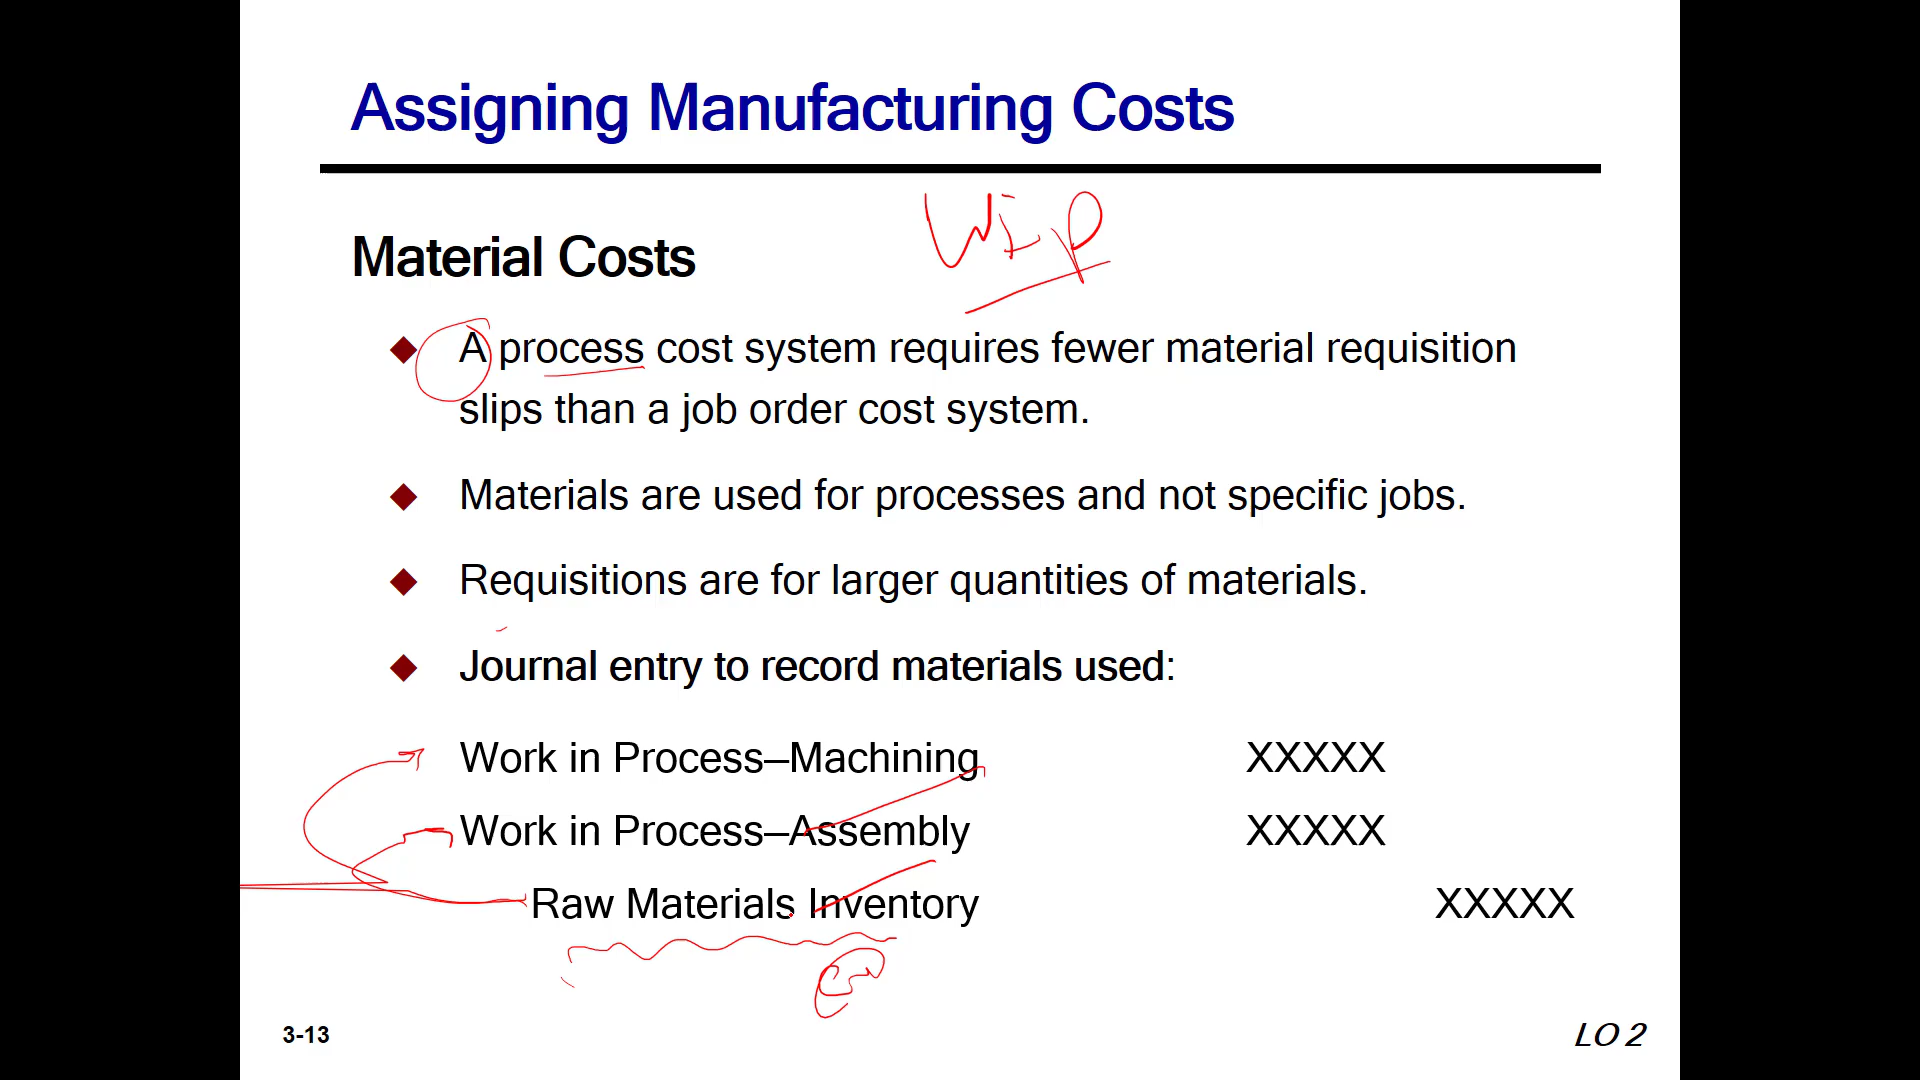 Assigning Manufacturing Costs
WIP
Material Costs
A process cost system requires fewer material requisition
slips than a job order cost system.
Materials are used for processes and not specific jobs.
Requisitions are for larger quantities of materials.
Journal entry to record materials used:
Work in Process—Machining XXXXX
Work in Process—Assembly XXXXX
Raw Materials Inventory XXXXX
3-13
LO 2